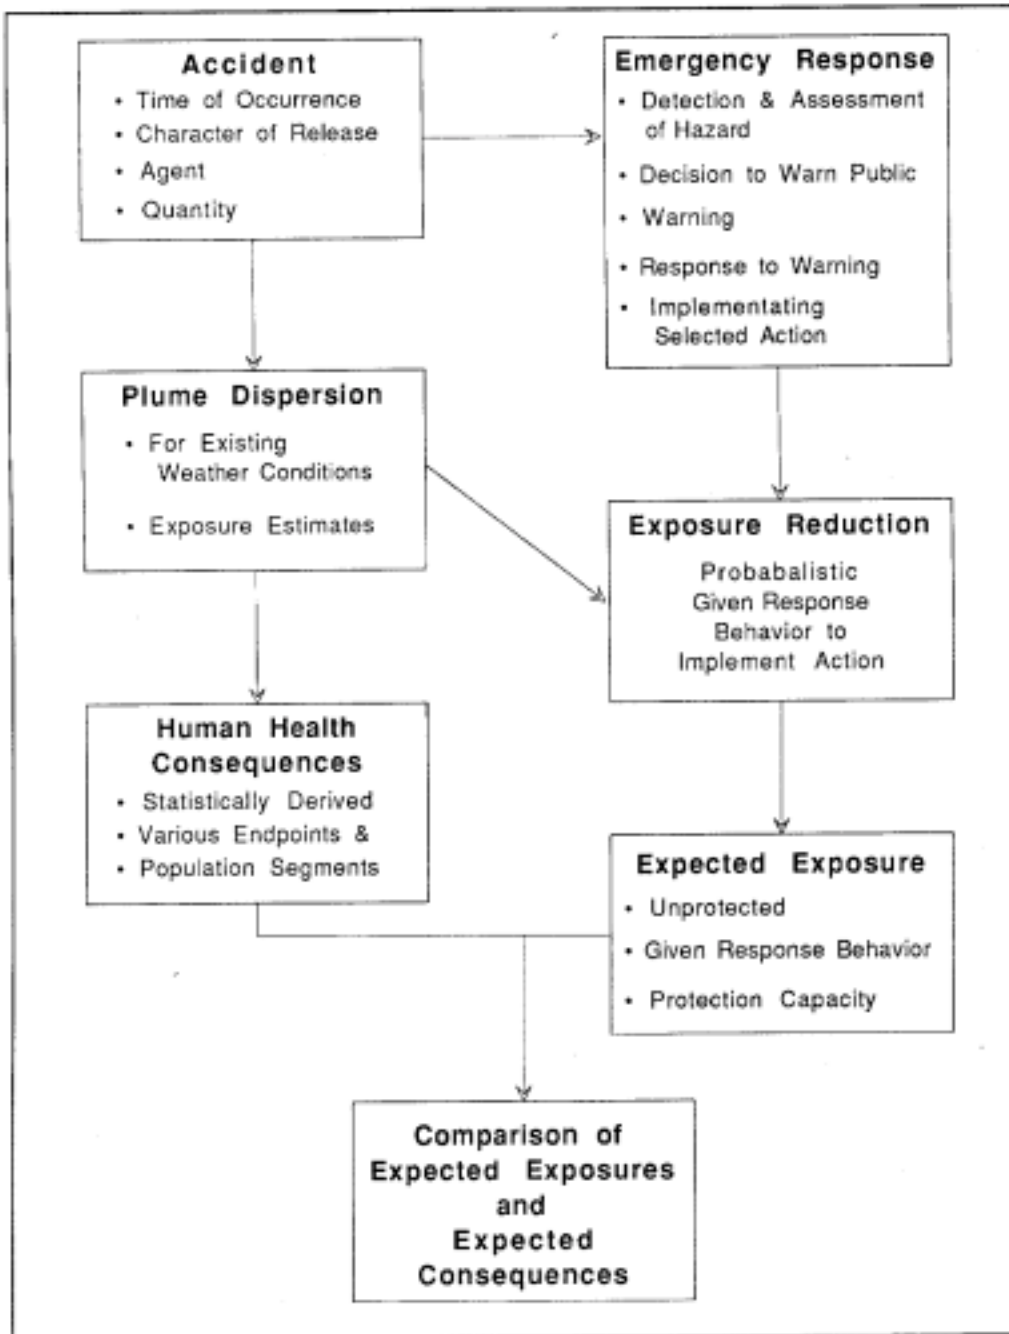 Accident
• Time of Occurrence
• Character of Release
• Agent
• Quantity
Emergency Response
• Detection & Assessment
of Hazard
• Decision to Warn Public
• Warning
• Response to Warning
• Implementating
Selected Action
Plume Dispersion
• For Existing
Weather Conditions
• Exposure Estimates
Exposure Reduction
Probabalistic
Given Response
Behavior to
Implement Action
Human Health
Consequences
• Statistically Derived
• Various Endpoints &
• Population Segments
Expected Exposure
• Unprotected
• Given Response Behavior
• Protection Capacity
Comparison of
Expected Exposures
and
Expected
Consequences